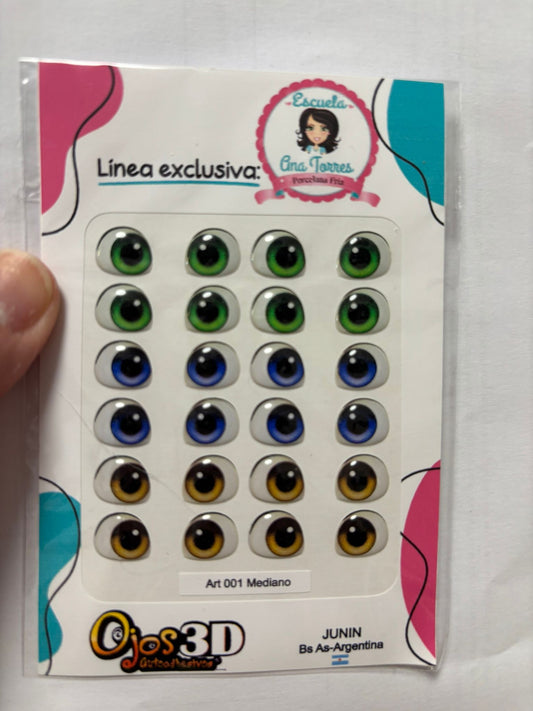 Escuela
Ana Torres
Porcelana Fría
Línea exclusiva:
Art 001 Mediano
Ojos3D
Autoadhesivos
JUNIN
Bs As-Argentina